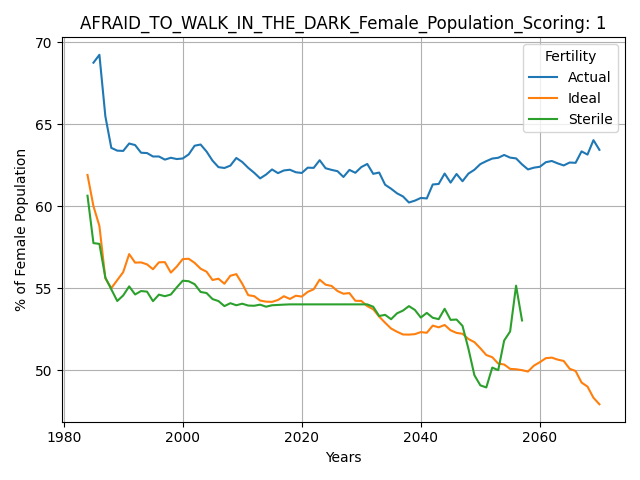 AFRAID_TO_WALK_IN_THE_DARK_Female_Population_Scoring: 1
70
65
60
55
50
% of Female Population
Fertility
Actual
Ideal
Sterile
1980
2000
2020
2040
2060
Years